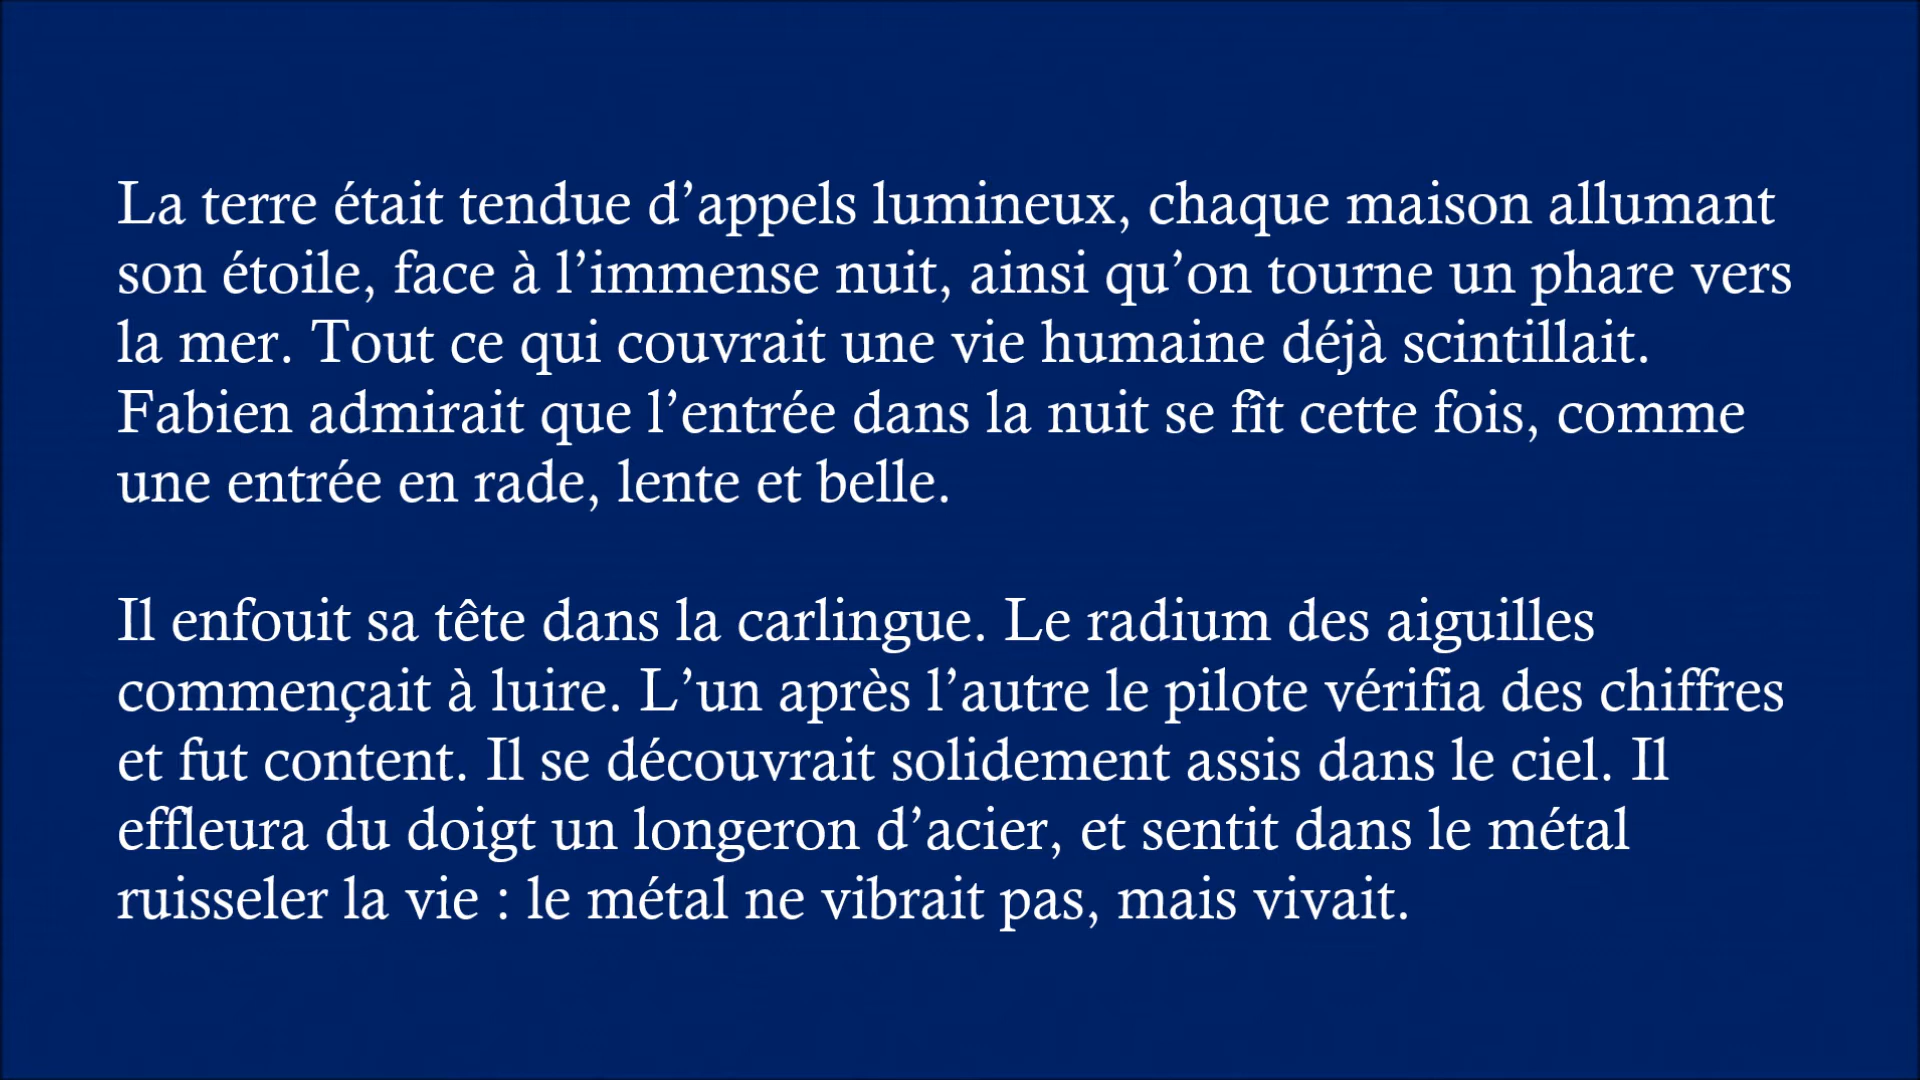 La terre était tendue d’appels lumineux, chaque maison allumant
son étoile, face à l’immense nuit, ainsi qu’on tourne un phare vers
la mer. Tout ce qui couvrait une vie humaine déjà scintillait.
Fabien admirait que l’entrée dans la nuit se fît cette fois, comme
une entrée en rade, lente et belle.

Il enfouit sa tête dans la carlingue. Le radium des aiguilles
commençait à luire. L’un après l’autre le pilote vérifia des chiffres
et fut content. Il se découvrait solidement assis dans le ciel. Il
effleura du doigt un longeron d’acier, et sentit dans le métal
ruisseler la vie : le métal ne vibrait pas, mais vivait.